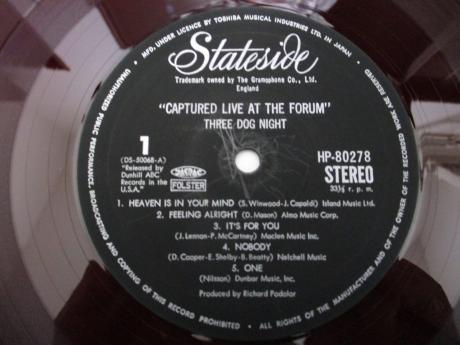 MFD. UNDER LICENCE BY TOSHIBA MUSICAL INDUSTRIES LTD. IN JAPAN.
Stateside
Trademark owned by The Gramophone Co., Ltd.
England
"CAPTURED LIVE AT THE FORUM"
THREE DOG NIGHT
1
(DS-50068-A)
"Released by
Dunhill ABC
Records in the
U.S.A."
FOLSTER
HP-80278
STEREO
33⅓ r. p. m.
1. HEAVEN IS IN YOUR MIND (S. Winwood-J. Capaldi) Island Music Ltd.
2. FEELING ALRIGHT (D. Mason) Almo Music Corp.
3. IT'S FOR YOU
(J. Lennon-P. McCartney) Maclen Music Inc.
4. NOBODY
(D. Cooper-E. Shelby-B. Beatty) Neichell Music
5. ONE
(Nilsson) Dunbar Music, Inc.
Produced by Richard Podolor
UNAUTHORIZED PUBLIC PERFORMANCE, BROADCASTING AND COPYING OF THIS RECORD PROHIBITED
ALL RIGHTS OF THE MANUFACTURER AND OF THE OWNER OF THE RECORDED WORK ARE RESERVED